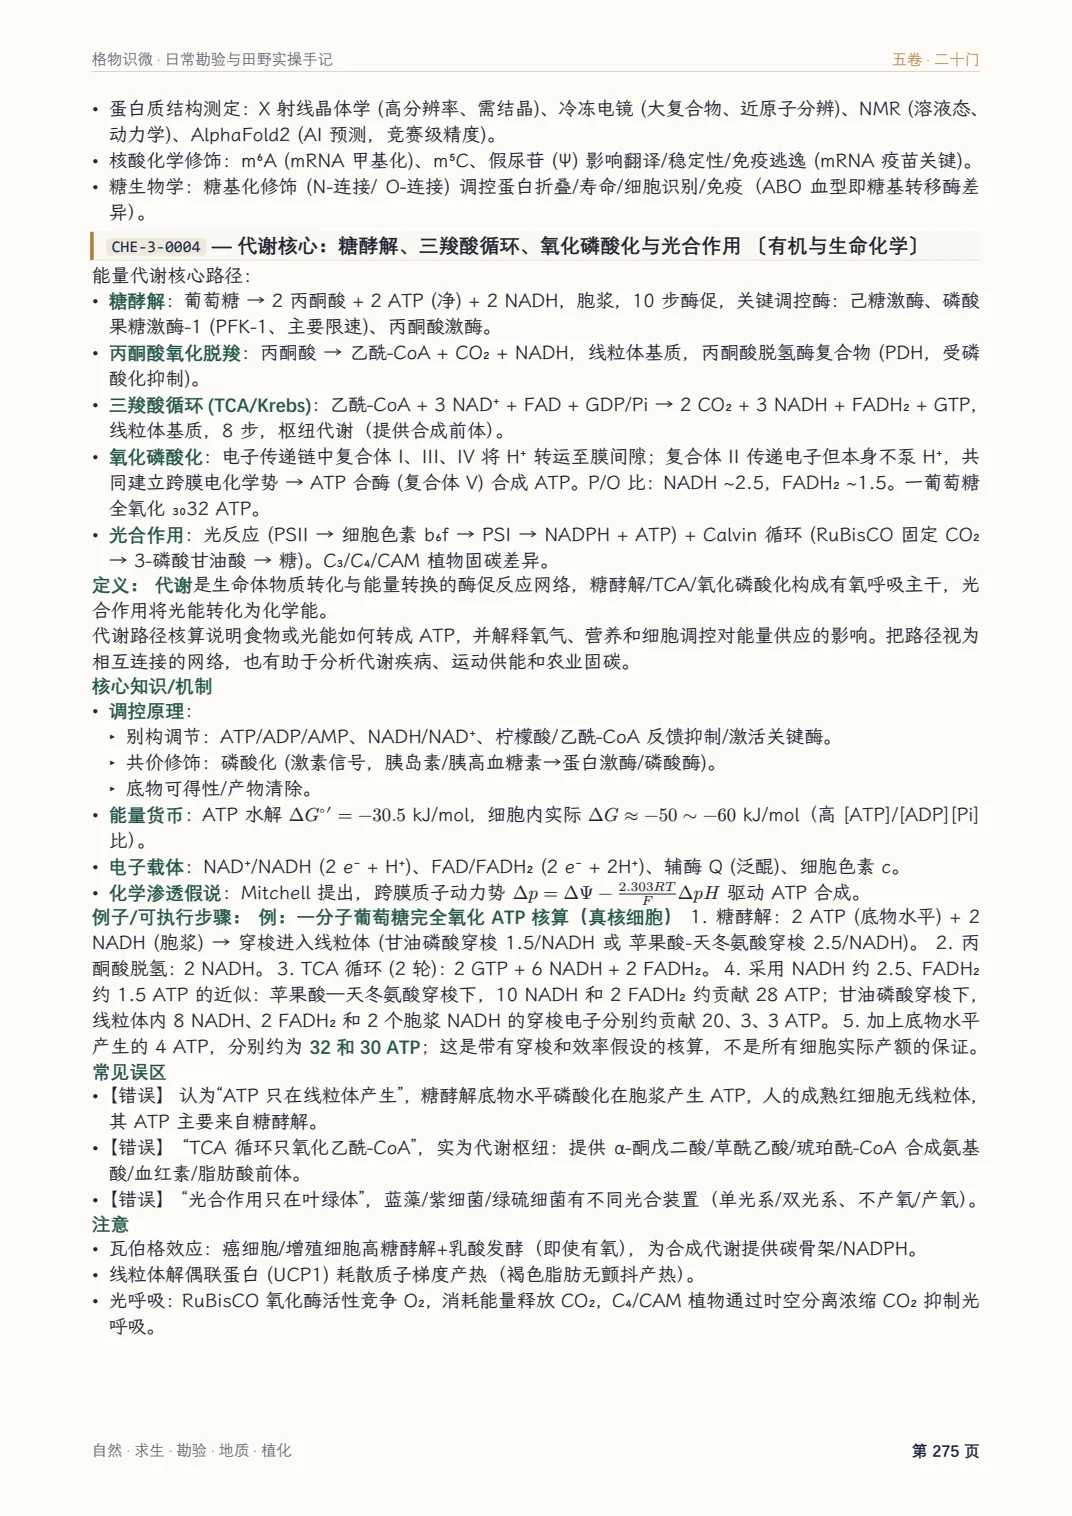 格物识微 · 日常勘验与田野实操手记
五卷 · 二十门
• 蛋白质结构测定：X 射线晶体学 (高分辨率、需结晶)、冷冻电镜 (大复合物、近原子分辨)、NMR (溶液态、
动力学)、AlphaFold2 (AI 预测，竞赛级精度)。
• 核酸化学修饰：m⁶A (mRNA 甲基化)、m⁵C、假尿苷 (Ψ) 影响翻译/稳定性/免疫逃逸 (mRNA 疫苗关键)。
• 糖生物学：糖基化修饰 (N-连接/ O-连接) 调控蛋白折叠/寿命/细胞识别/免疫（ABO 血型即糖基转移酶差
异）。
CHE-3-0004 — 代谢核心：糖酵解、三羧酸循环、氧化磷酸化与光合作用 〔有机与生命化学〕
能量代谢核心路径：
• 糖酵解：葡萄糖 → 2 丙酮酸 + 2 ATP (净) + 2 NADH，胞浆，10 步酶促，关键调控酶：己糖激酶、磷酸
果糖激酶-1 (PFK-1、主要限速)、丙酮酸激酶。
• 丙酮酸氧化脱羧：丙酮酸 → 乙酰-CoA + CO₂ + NADH，线粒体基质，丙酮酸脱氢酶复合物 (PDH，受磷
酸化抑制)。
• 三羧酸循环 (TCA/Krebs)：乙酰-CoA + 3 NAD⁺ + FAD + GDP/Pi → 2 CO₂ + 3 NADH + FADH₂ + GTP，
线粒体基质，8 步，枢纽代谢（提供合成前体）。
• 氧化磷酸化：电子传递链中复合体 I、III、IV 将 H⁺ 转运至膜间隙；复合体 II 传递电子但本身不泵 H⁺，共
同建立跨膜电化学势 → ATP 合酶 (复合体 V) 合成 ATP。P/O 比：NADH ~2.5，FADH₂ ~1.5。一葡萄糖
全氧化 ₃₀32 ATP。
• 光合作用：光反应 (PSII → 细胞色素 b₆f → PSI → NADPH + ATP) + Calvin 循环 (RuBisCO 固定 CO₂
→ 3-磷酸甘油酸 → 糖)。C₃/C₄/CAM 植物固碳差异。
定义： 代谢是生命体物质转化与能量转换的酶促反应网络，糖酵解/TCA/氧化磷酸化构成有氧呼吸主干，光
合作用将光能转化为化学能。
代谢路径核算说明食物或光能如何转成 ATP，并解释氧气、营养和细胞调控对能量供应的影响。把路径视为
相互连接的网络，也有助于分析代谢疾病、运动供能和农业固碳。
核心知识/机制
• 调控原理：
‣ 别构调节：ATP/ADP/AMP、NADH/NAD⁺、柠檬酸/乙酰-CoA 反馈抑制/激活关键酶。
‣ 共价修饰：磷酸化 (激素信号，胰岛素/胰高血糖素→蛋白激酶/磷酸酶)。
‣ 底物可得性/产物清除。
• 能量货币：ATP 水解 ΔG°′ = −30.5 kJ/mol，细胞内实际 ΔG ≈ −50 ∼ −60 kJ/mol（高 [ATP]/[ADP][Pi]
比）。
• 电子载体：NAD⁺/NADH (2 e⁻ + H⁺)、FAD/FADH₂ (2 e⁻ + 2H⁺)、辅酶 Q (泛醌)、细胞色素 c。
• 化学渗透假说：Mitchell 提出，跨膜质子动力势 Δp = ΔΨ − 2.303RT/F ΔpH 驱动 ATP 合成。
例子/可执行步骤： 例：一分子葡萄糖完全氧化 ATP 核算（真核细胞） 1. 糖酵解：2 ATP (底物水平) + 2
NADH (胞浆) → 穿梭进入线粒体 (甘油磷酸穿梭 1.5/NADH 或 苹果酸-天冬氨酸穿梭 2.5/NADH)。 2. 丙
酮酸脱氢：2 NADH。 3. TCA 循环 (2 轮)：2 GTP + 6 NADH + 2 FADH₂。 4. 采用 NADH 约 2.5、FADH₂
约 1.5 ATP 的近似：苹果酸—天冬氨酸穿梭下，10 NADH 和 2 FADH₂ 约贡献 28 ATP；甘油磷酸穿梭下，
线粒体内 8 NADH、2 FADH₂ 和 2 个胞浆 NADH 的穿梭电子分别约贡献 20、3、3 ATP。 5. 加上底物水平
产生的 4 ATP，分别约为 32 和 30 ATP；这是带有穿梭和效率假设的核算，不是所有细胞实际产额的保证。
常见误区
•【错误】 认为“ATP 只在线粒体产生”，糖酵解底物水平磷酸化在胞浆产生 ATP，人的成熟红细胞无线粒体，
其 ATP 主要来自糖酵解。
•【错误】 “TCA 循环只氧化乙酰-CoA”，实为代谢枢纽：提供 α-酮戊二酸/草酰乙酸/琥珀酰-CoA 合成氨基
酸/血红素/脂肪酸前体。
•【错误】 “光合作用只在叶绿体”，蓝藻/紫细菌/绿硫细菌有不同光合装置（单光系/双光系、不产氧/产氧）。
注意
• 瓦伯格效应：癌细胞/增殖细胞高糖酵解+乳酸发酵（即使有氧），为合成代谢提供碳骨架/NADPH。
• 线粒体解偶联蛋白 (UCP1) 耗散质子梯度产热（褐色脂肪无颤抖产热）。
• 光呼吸：RuBisCO 氧化酶活性竞争 O₂，消耗能量释放 CO₂，C₄/CAM 植物通过时空分离浓缩 CO₂ 抑制光
呼吸。
自然 · 求生 · 勘验 · 地质 · 植化
第 275 页